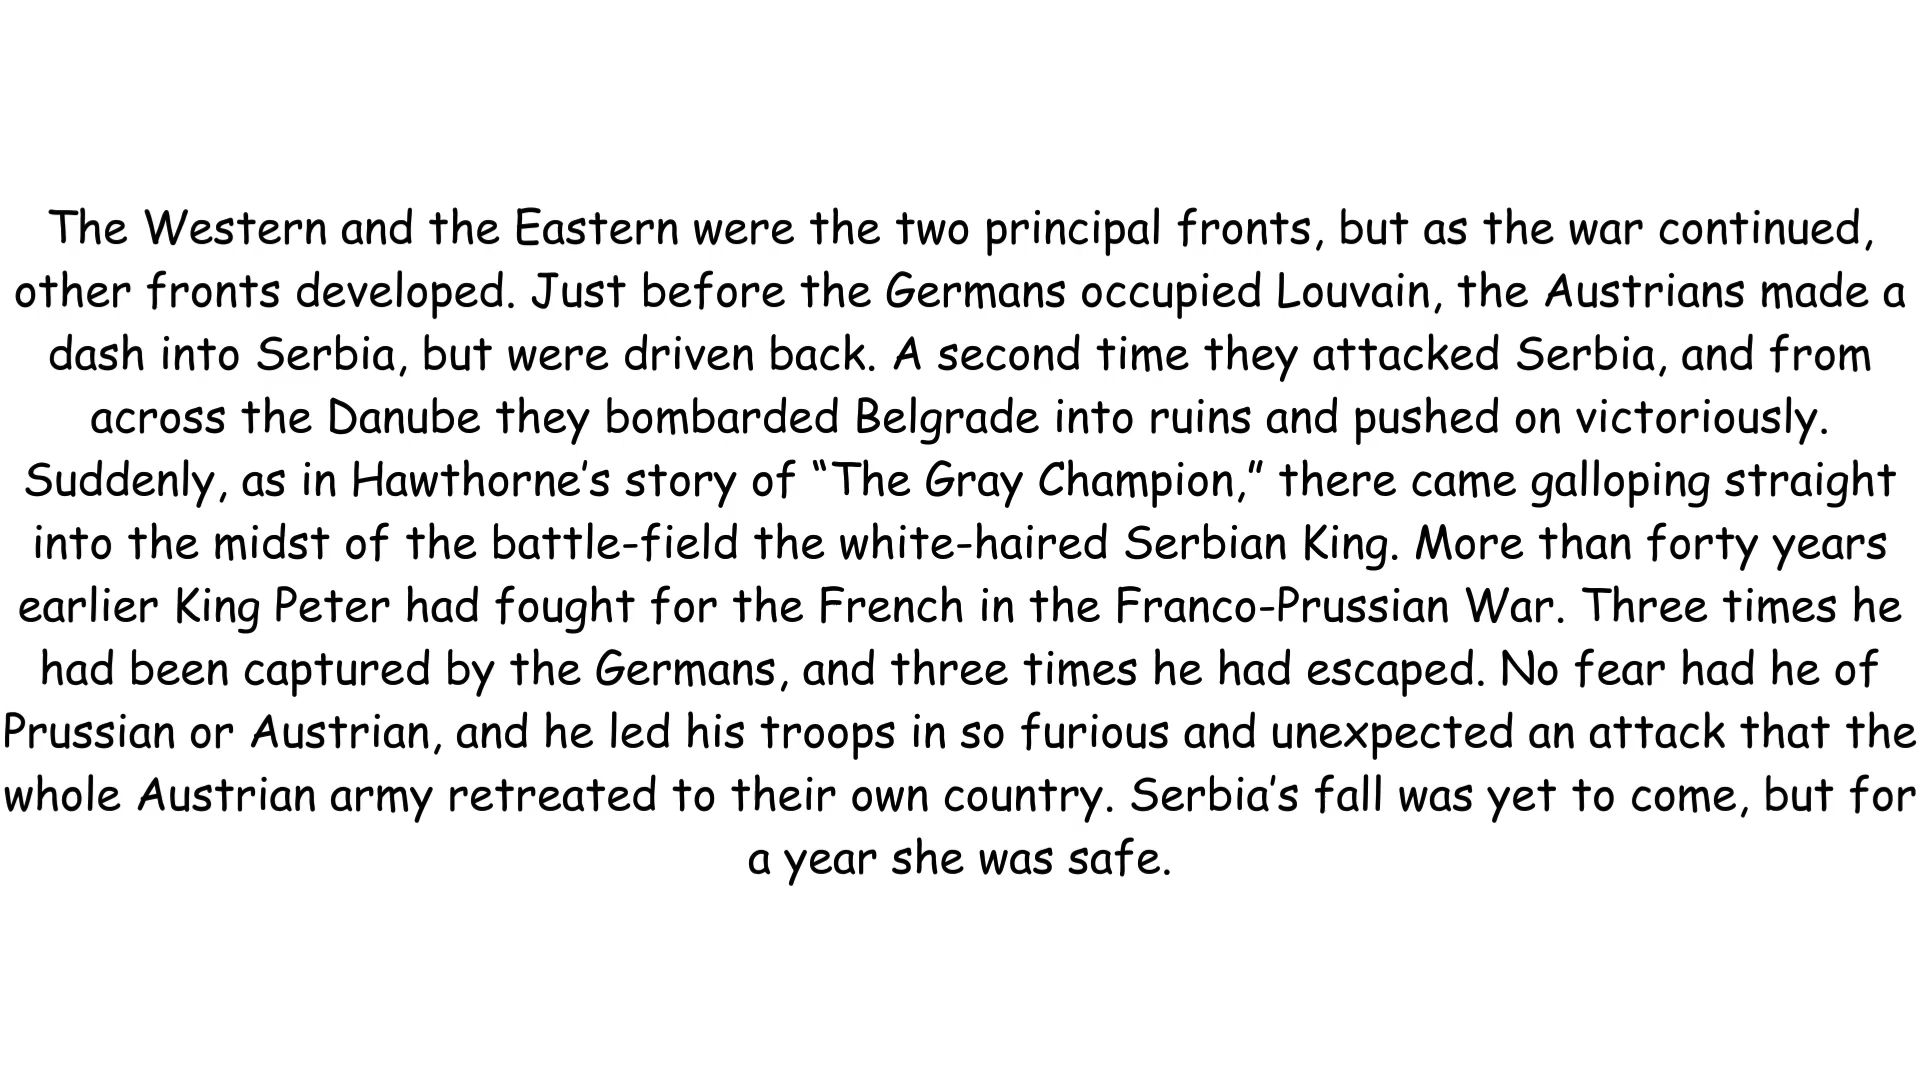 The Western and the Eastern were the two principal fronts, but as the war continued,
other fronts developed. Just before the Germans occupied Louvain, the Austrians made a
dash into Serbia, but were driven back. A second time they attacked Serbia, and from
across the Danube they bombarded Belgrade into ruins and pushed on victoriously.
Suddenly, as in Hawthorne’s story of “The Gray Champion,” there came galloping straight
into the midst of the battle-field the white-haired Serbian King. More than forty years
earlier King Peter had fought for the French in the Franco-Prussian War. Three times he
had been captured by the Germans, and three times he had escaped. No fear had he of
Prussian or Austrian, and he led his troops in so furious and unexpected an attack that the
whole Austrian army retreated to their own country. Serbia’s fall was yet to come, but for
a year she was safe.